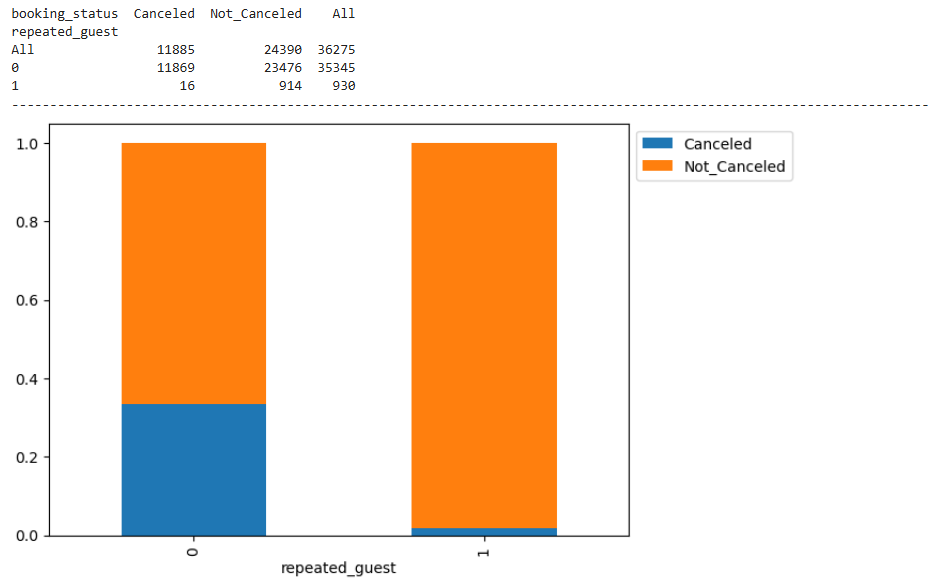 booking_status Canceled Not_Canceled All
repeated_guest
All 11885 24390 36275
0 11869 23476 35345
1 16 914 930
--------------------------------------------------------------------------------
1.0
0.8
0.6
0.4
0.2
0.0
Canceled
Not_Canceled
0
1
repeated_guest